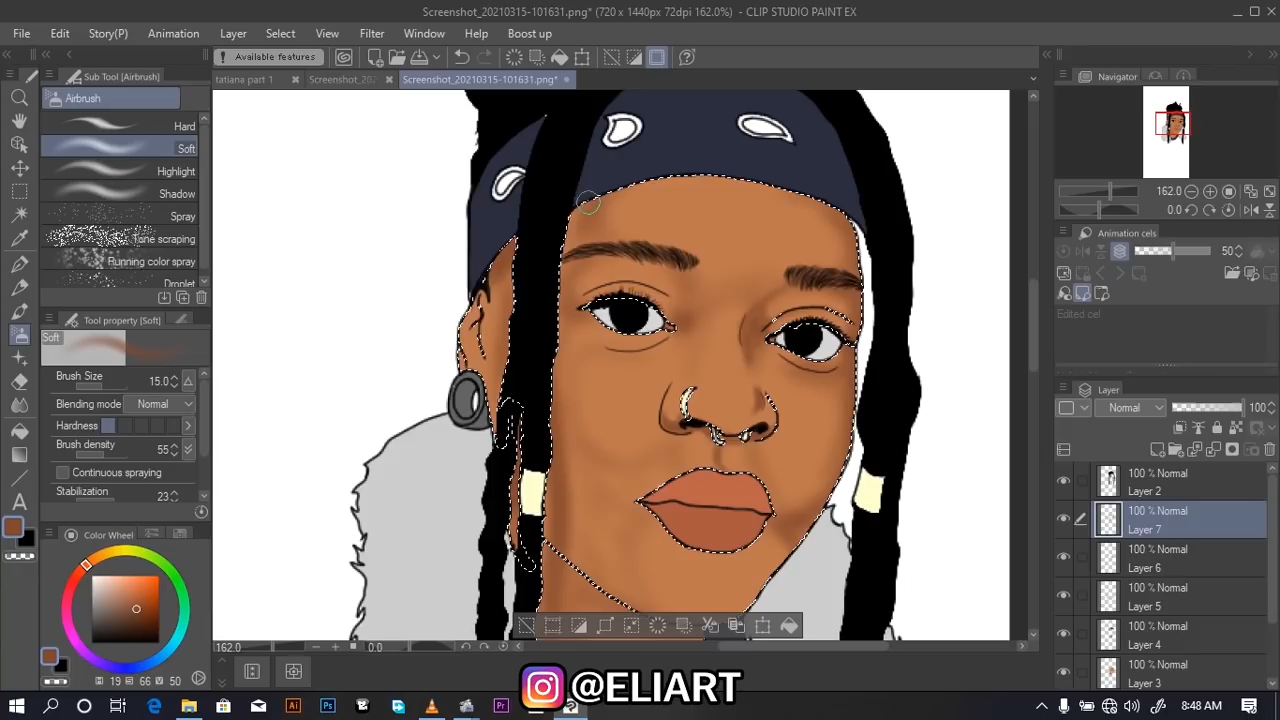 Screenshot_20210315-101631.png* (720 x 1440px 72dpi 162.0%) - CLIP STUDIO PAINT EX
File Edit Story(P) Animation Layer Select View Filter Window Help Boost up
Available features
Sub Tool [Airbrush]
tatiana part 1
Screenshot_202
Screenshot_20210315-101631.png*
Navigator
Airbrush
Hard
Soft
Highlight
Shadow
Spray
Tone scraping
Running color spray
Droplet
Tool property [Soft]
Soft
Brush Size 15.0
Blending mode Normal
Hardness
Brush density 55
Continuous spraying
Stabilization 23
Color Wheel
H 19 S 66 V 50
162.0
0.0
Animation cels
50
Edited cel
Layer
Normal 100
100 % Normal
Layer 2
100 % Normal
Layer 7
100 % Normal
Layer 6
100 % Normal
Layer 5
100 % Normal
Layer 4
100 % Normal
Layer 3
162.0 0:0
@ELIART
Ai
Ps
Pr
8:48 AM